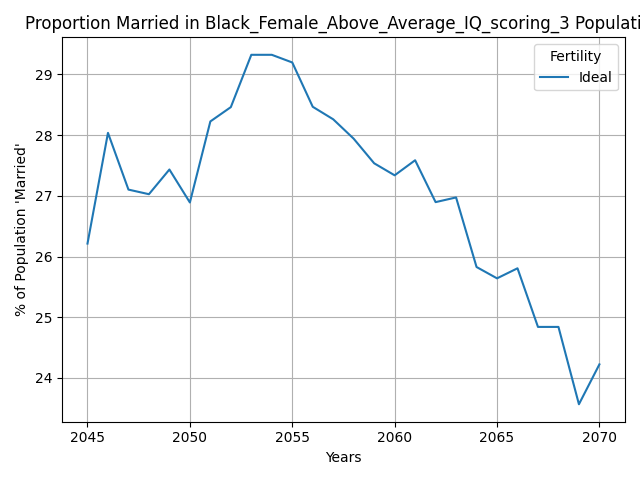 Proportion Married in Black_Female_Above_Average_IQ_scoring_3 Populati
Fertility
Ideal
% of Population 'Married'
29
28
27
26
25
24
2045 2050 2055 2060 2065 2070
Years